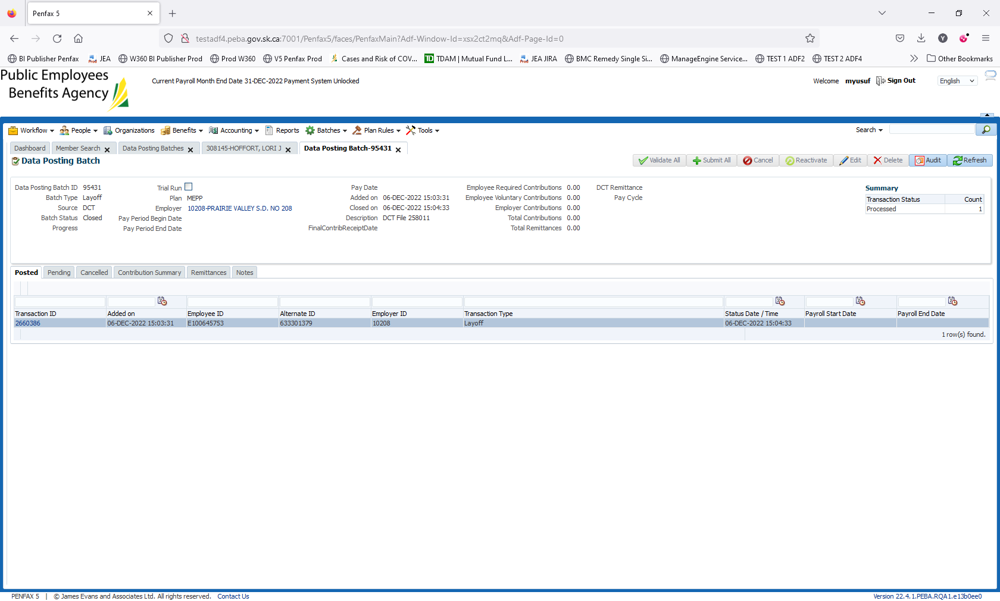 Penfax 5
testadf4.peba.gov.sk.ca:7001/Penfax5/faces/PenfaxMain?Adf-Window-Id=xsx2ct2mq&Adf-Page-Id=0
Y
BI Publisher Penfax JEA W360 BI Publisher Prod Prod W360 V5 Penfax Prod Cases and Risk of COV... TD TDAM | Mutual Fund L... JEA JIRA BMC Remedy Single Si... ManageEngine Service... TEST 1 ADF2 TEST 2 ADF4 Other Bookmarks
Public Employees
Benefits Agency
Current Payroll Month End Date 31-DEC-2022 Payment System Unlocked
Welcome myusuf Sign Out English
Workflow People Organizations Benefits Accounting Reports Batches Plan Rules Tools Search
Dashboard Member Search Data Posting Batches 308145-HOFFORT, LORI J Data Posting Batch-95431
Data Posting Batch
Validate All Submit All Cancel Reactivate Edit Delete Audit Refresh
Data Posting Batch ID 95431
Batch Type Layoff
Source DCT
Batch Status Closed
Progress
Trial Run
Plan MEPP
Employer 10208-PRAIRIE VALLEY S.D. NO 208
Pay Period Begin Date
Pay Period End Date
Pay Date
Added on 06-DEC-2022 15:03:31
Closed on 06-DEC-2022 15:04:33
Description DCT File 258011
FinalContribReceiptDate
Employee Required Contributions 0.00
Employee Voluntary Contributions 0.00
Employer Contributions 0.00
Total Contributions 0.00
Total Remittances 0.00
DCT Remittance
Pay Cycle
Summary
Transaction Status Count
Processed 1
Posted Pending Cancelled Contribution Summary Remittances Notes
Transaction ID Added on Employee ID Alternate ID Employer ID Transaction Type Status Date / Time Payroll Start Date Payroll End Date
2660386 06-DEC-2022 15:03:31 E100645753 633301379 10208 Layoff 06-DEC-2022 15:04:33
1 row(s) found.
PENFAX 5 | © James Evans and Associates Ltd. All rights reserved. Contact Us
Version 22.4.1.PEBA.RQA1.e13b0ee0